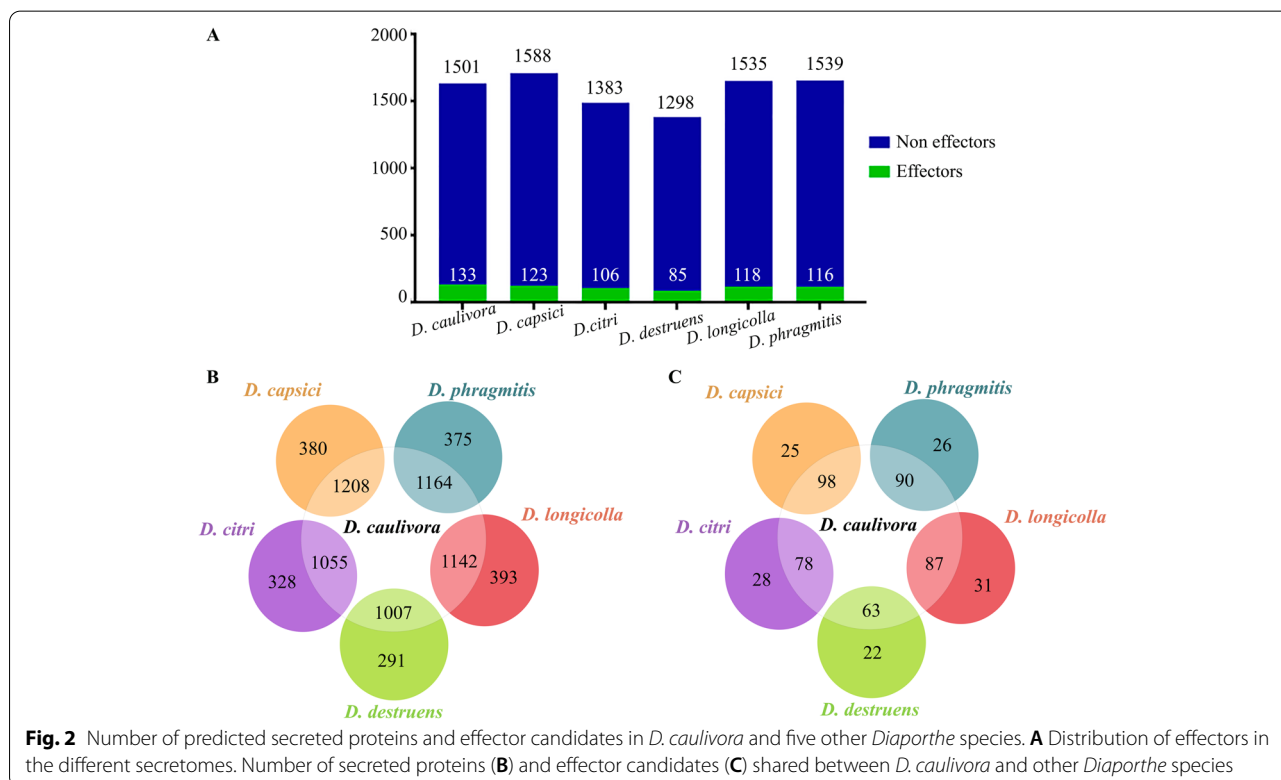 A
2000
1500
1000
500
0
1501
1588
1383
1298
1535
1539
133
123
106
85
118
116
Non effectors
Effectors
D. caulivora
D. capsici
D.citri
D. destruens
D. longicolla
D. phragmitis
B
D. capsici
D. phragmitis
380
375
1208
1164
D. citri
D. caulivora
D. longicolla
328
1055
1142
393
1007
291
D. destruens
C
D. capsici
D. phragmitis
25
26
98
90
D. citri
D. caulivora
D. longicolla
28
78
87
31
63
22
D. destruens
Fig. 2 Number of predicted secreted proteins and effector candidates in D. caulivora and five other Diaporthe species. A Distribution of effectors in
the different secretomes. Number of secreted proteins (B) and effector candidates (C) shared between D. caulivora and other Diaporthe species